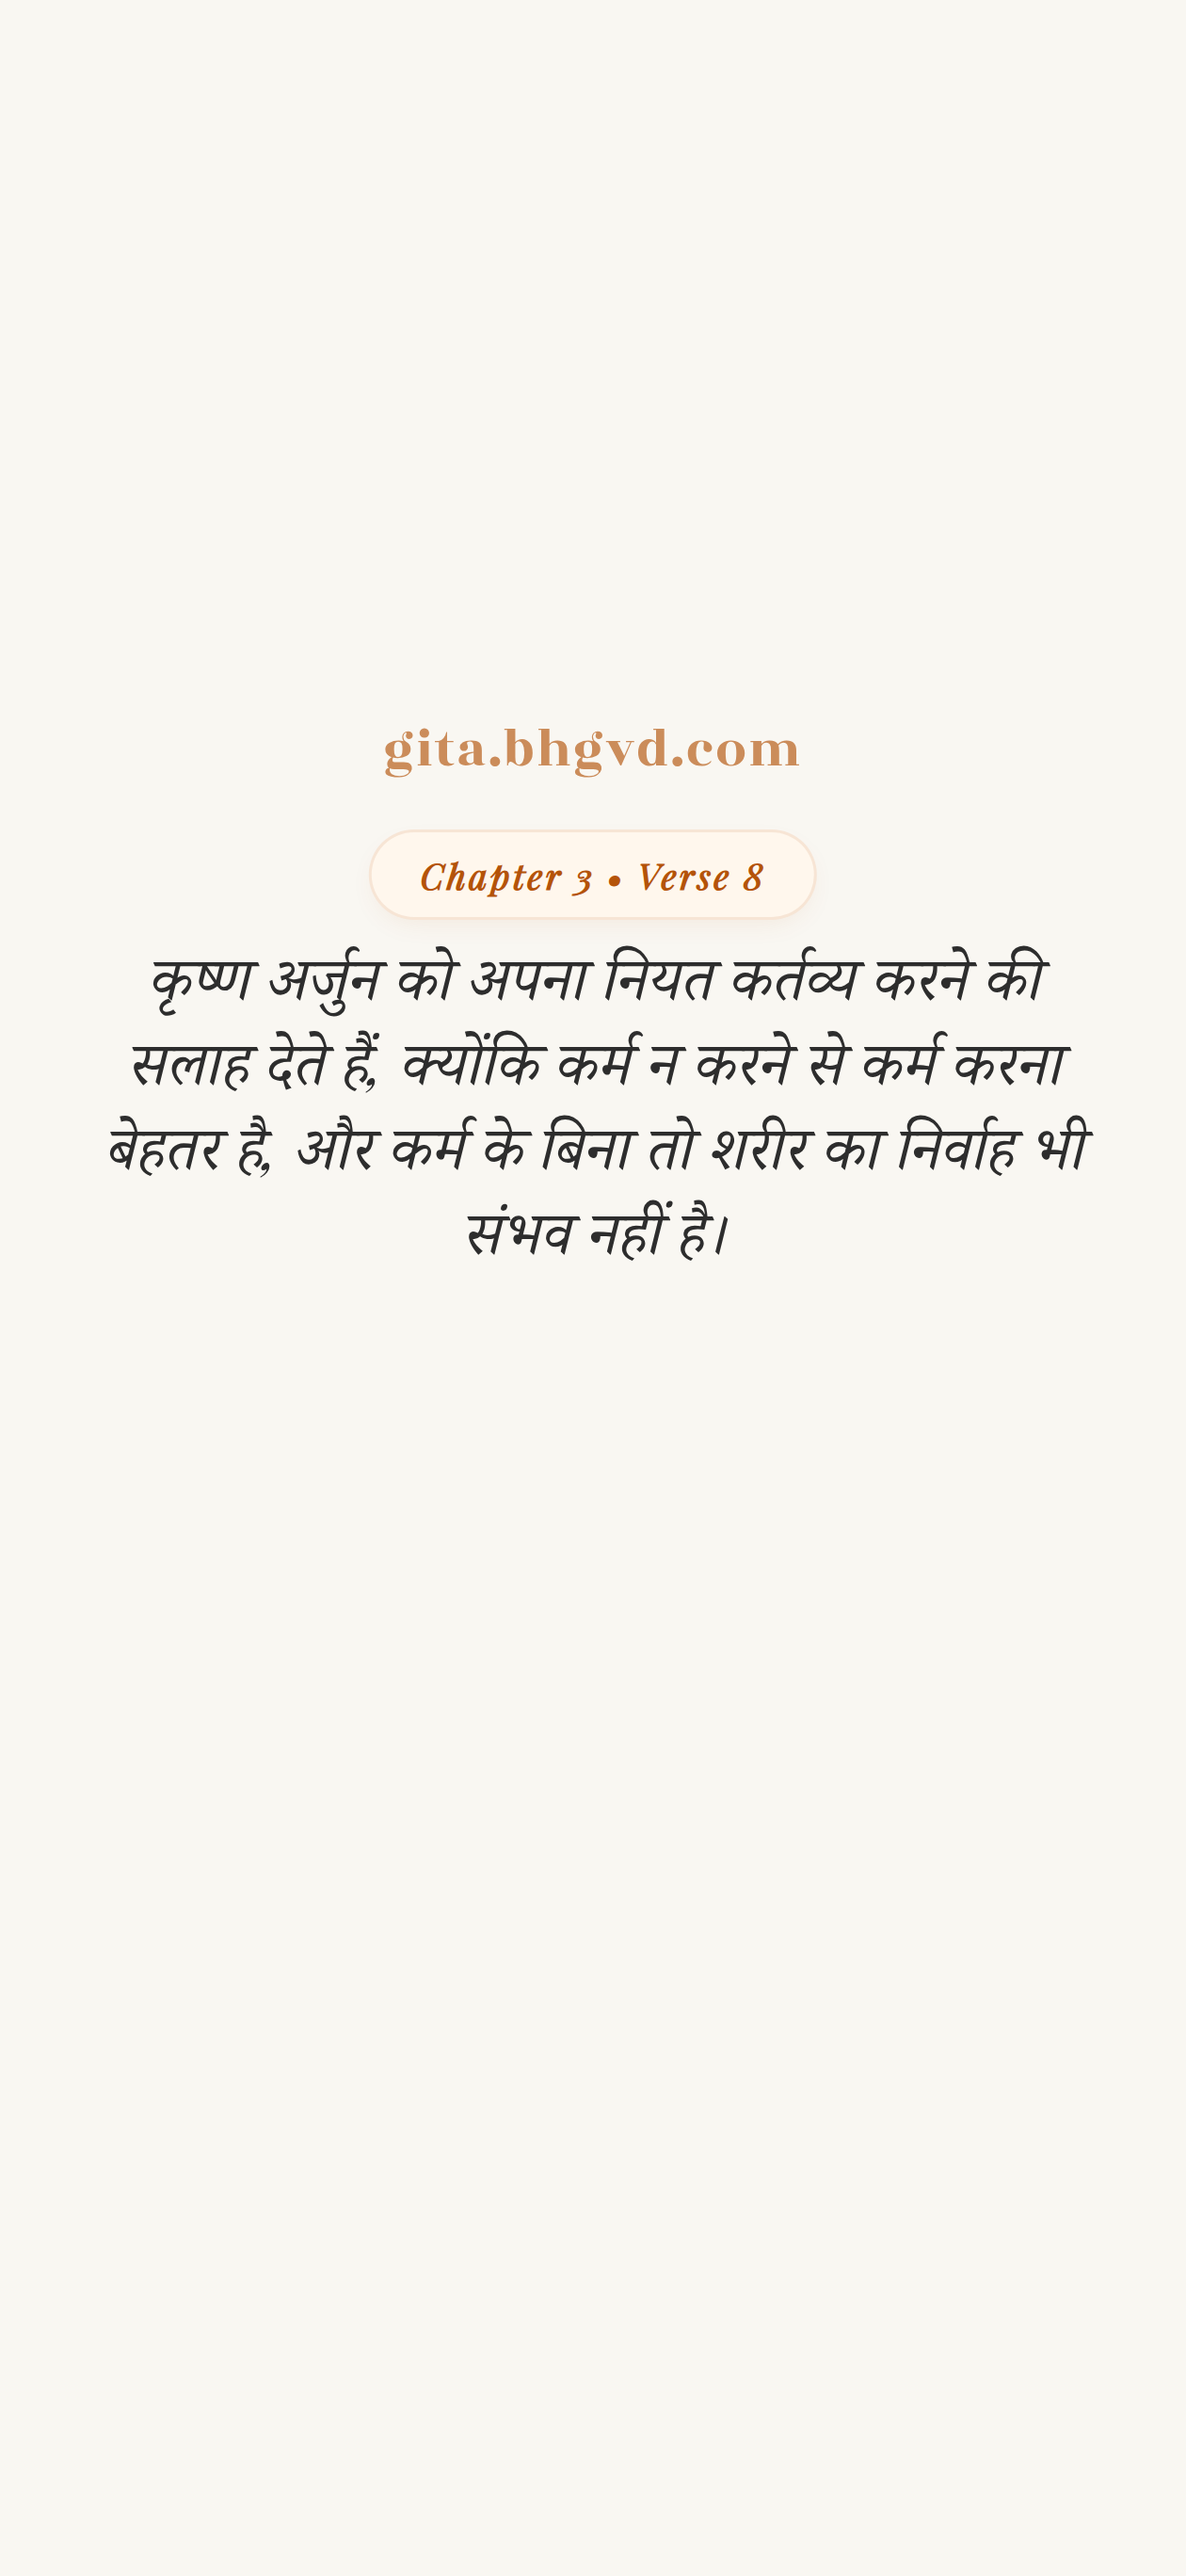 gita.bhgvd.com
Chapter 3 • Verse 8
कृष्ण अर्जुन को अपना नियत कर्तव्य करने की
सलाह देते हैं, क्योंकि कर्म न करने से कर्म करना
बेहतर है, और कर्म के बिना तो शरीर का निर्वाह भी
संभव नहीं है।